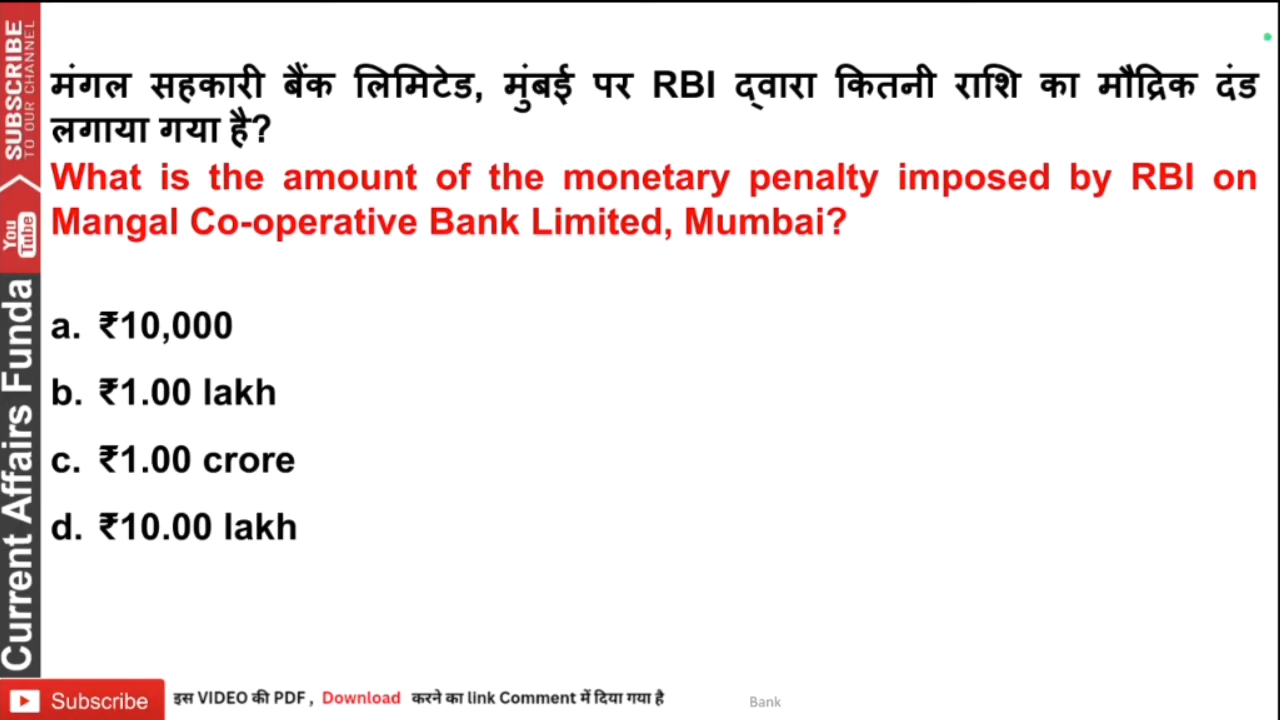 मंगल सहकारी बैंक लिमिटेड, मुंबई पर RBI द्वारा कितनी राशि का मौद्रिक दंड
लगाया गया है?
What is the amount of the monetary penalty imposed by RBI on
Mangal Co-operative Bank Limited, Mumbai?
a. ₹10,000
b. ₹1.00 lakh
c. ₹1.00 crore
d. ₹10.00 lakh
SUBSCRIBE
TO OUR CHANNEL
You
Tube
Current Affairs Funda
Subscribe
इस VIDEO की PDF , Download करने का link Comment में दिया गया है
Bank